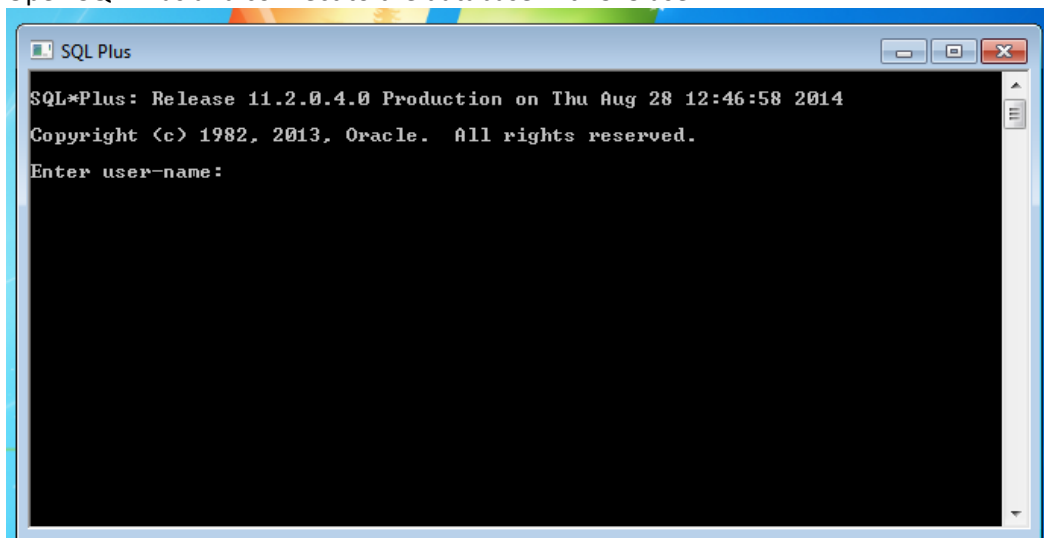 SQL Plus
SQL*Plus: Release 11.2.0.4.0 Production on Thu Aug 28 12:46:58 2014
Copyright (c) 1982, 2013, Oracle.  All rights reserved.
Enter user-name: